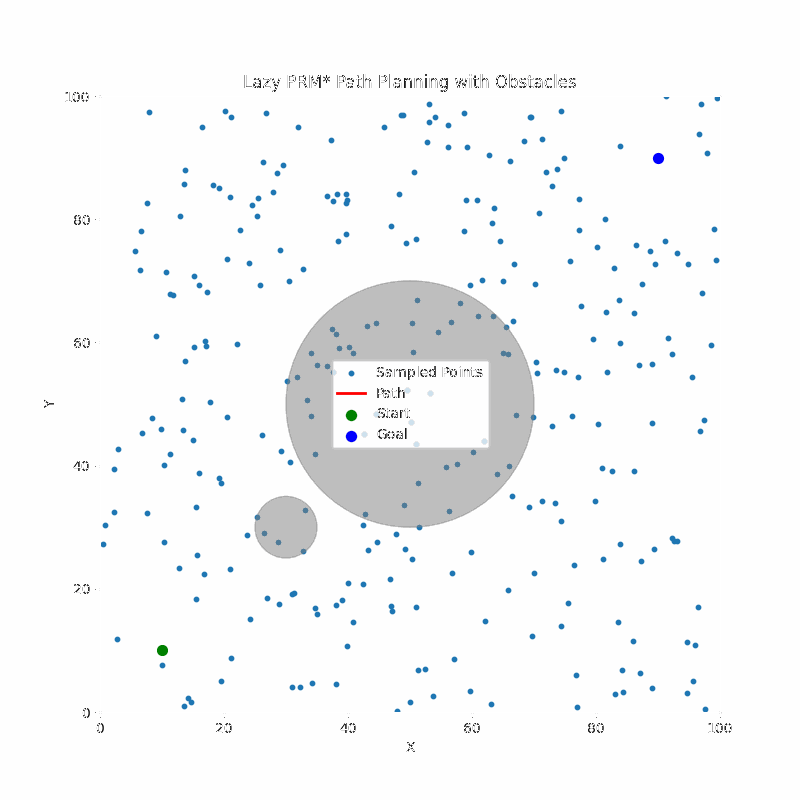 Lazy PRM* Path Planning with Obstacles
100
80
60
40
20
0
Y
Sampled Points
Path
Start
Goal
0 20 40 60 80 100
X